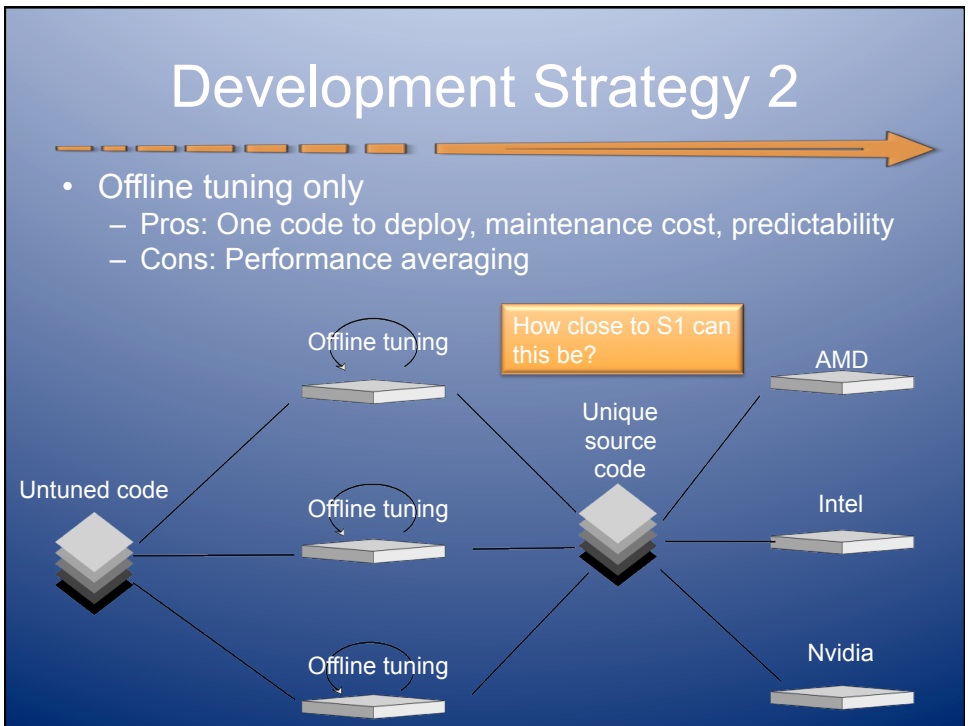 Development Strategy 2
• Offline tuning only
– Pros: One code to deploy, maintenance cost, predictability
– Cons: Performance averaging
Offline tuning
How close to S1 can
this be?
AMD
Unique
source
code
Untuned code
Offline tuning
Intel
Offline tuning
Nvidia